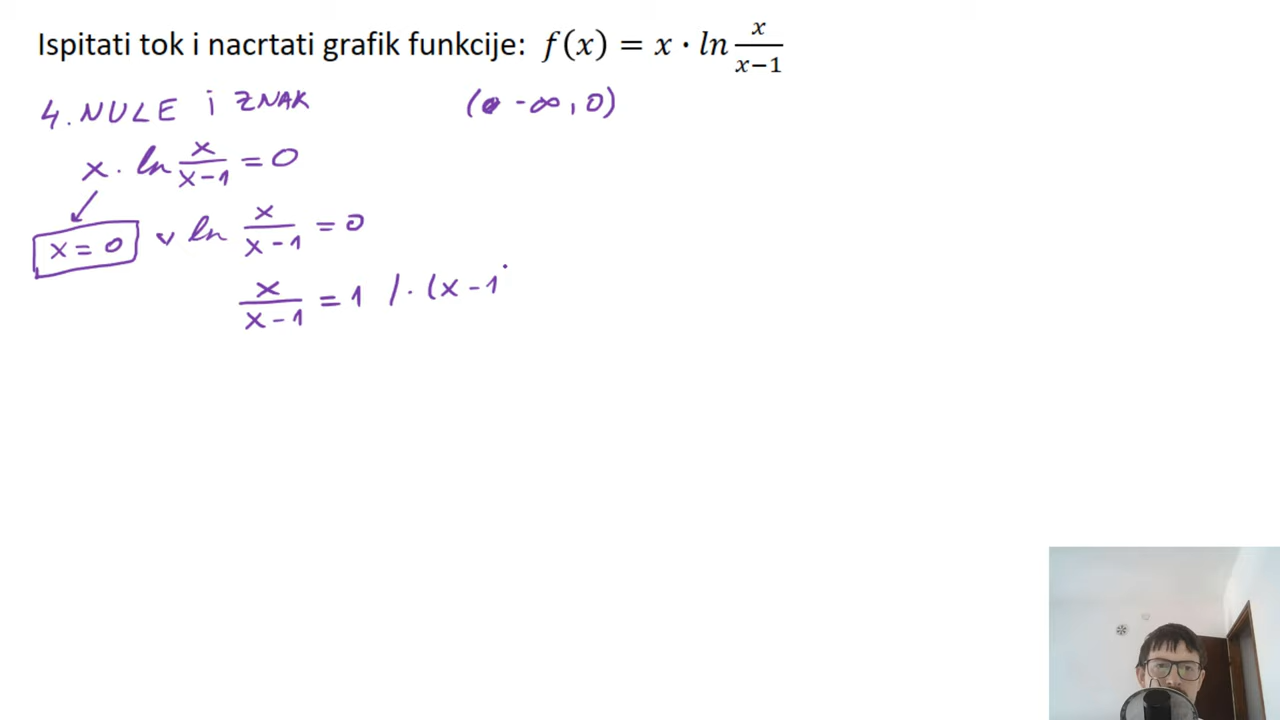 Ispitati tok i nacrtati grafik funkcije: f(x) = x · ln x/(x−1)
4. NULE i ZNAK (-∞, 0)
x · ln x/(x-1) = 0
x = 0 v ln x/(x-1) = 0
x/(x-1) = 1 /· (x-1